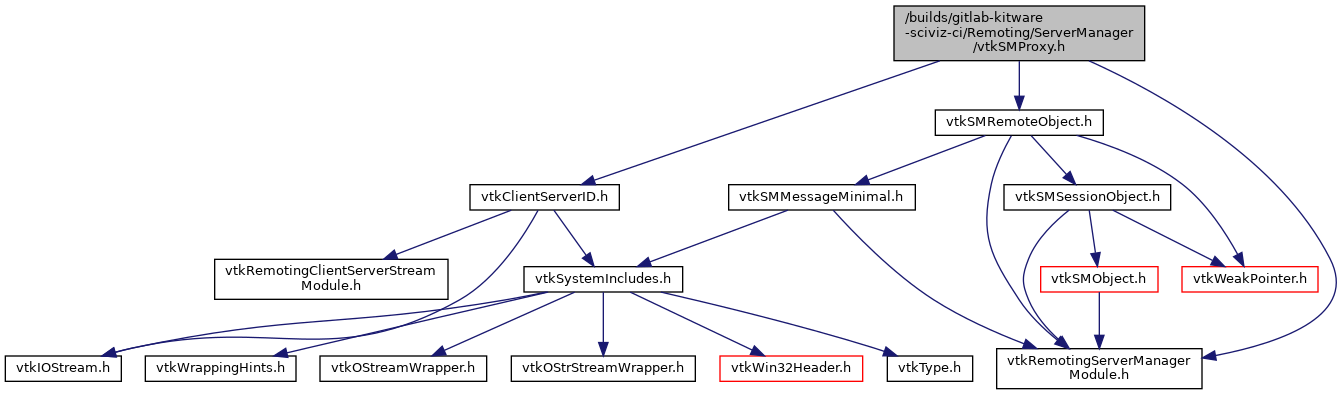 /builds/gitlab-kitware
-sciviz-ci/Remoting/ServerManager
/vtkSMProxy.h
vtkSMRemoteObject.h
vtkClientServerID.h
vtkSMMessageMinimal.h
vtkSMSessionObject.h
vtkRemotingClientServerStream
Module.h
vtkSystemIncludes.h
vtkSMObject.h
vtkWeakPointer.h
vtkIOStream.h
vtkWrappingHints.h
vtkOStreamWrapper.h
vtkOStrStreamWrapper.h
vtkWin32Header.h
vtkType.h
vtkRemotingServerManager
Module.h